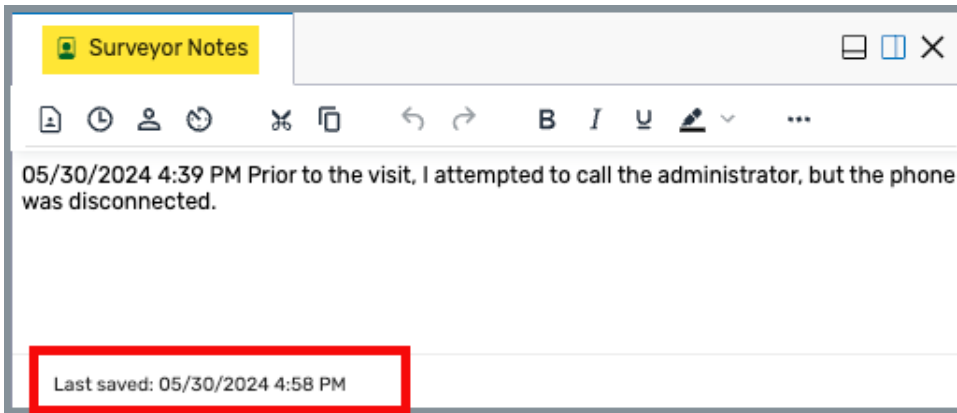 Surveyor Notes
B I U
05/30/2024 4:39 PM Prior to the visit, I attempted to call the administrator, but the phone
was disconnected.
Last saved: 05/30/2024 4:58 PM